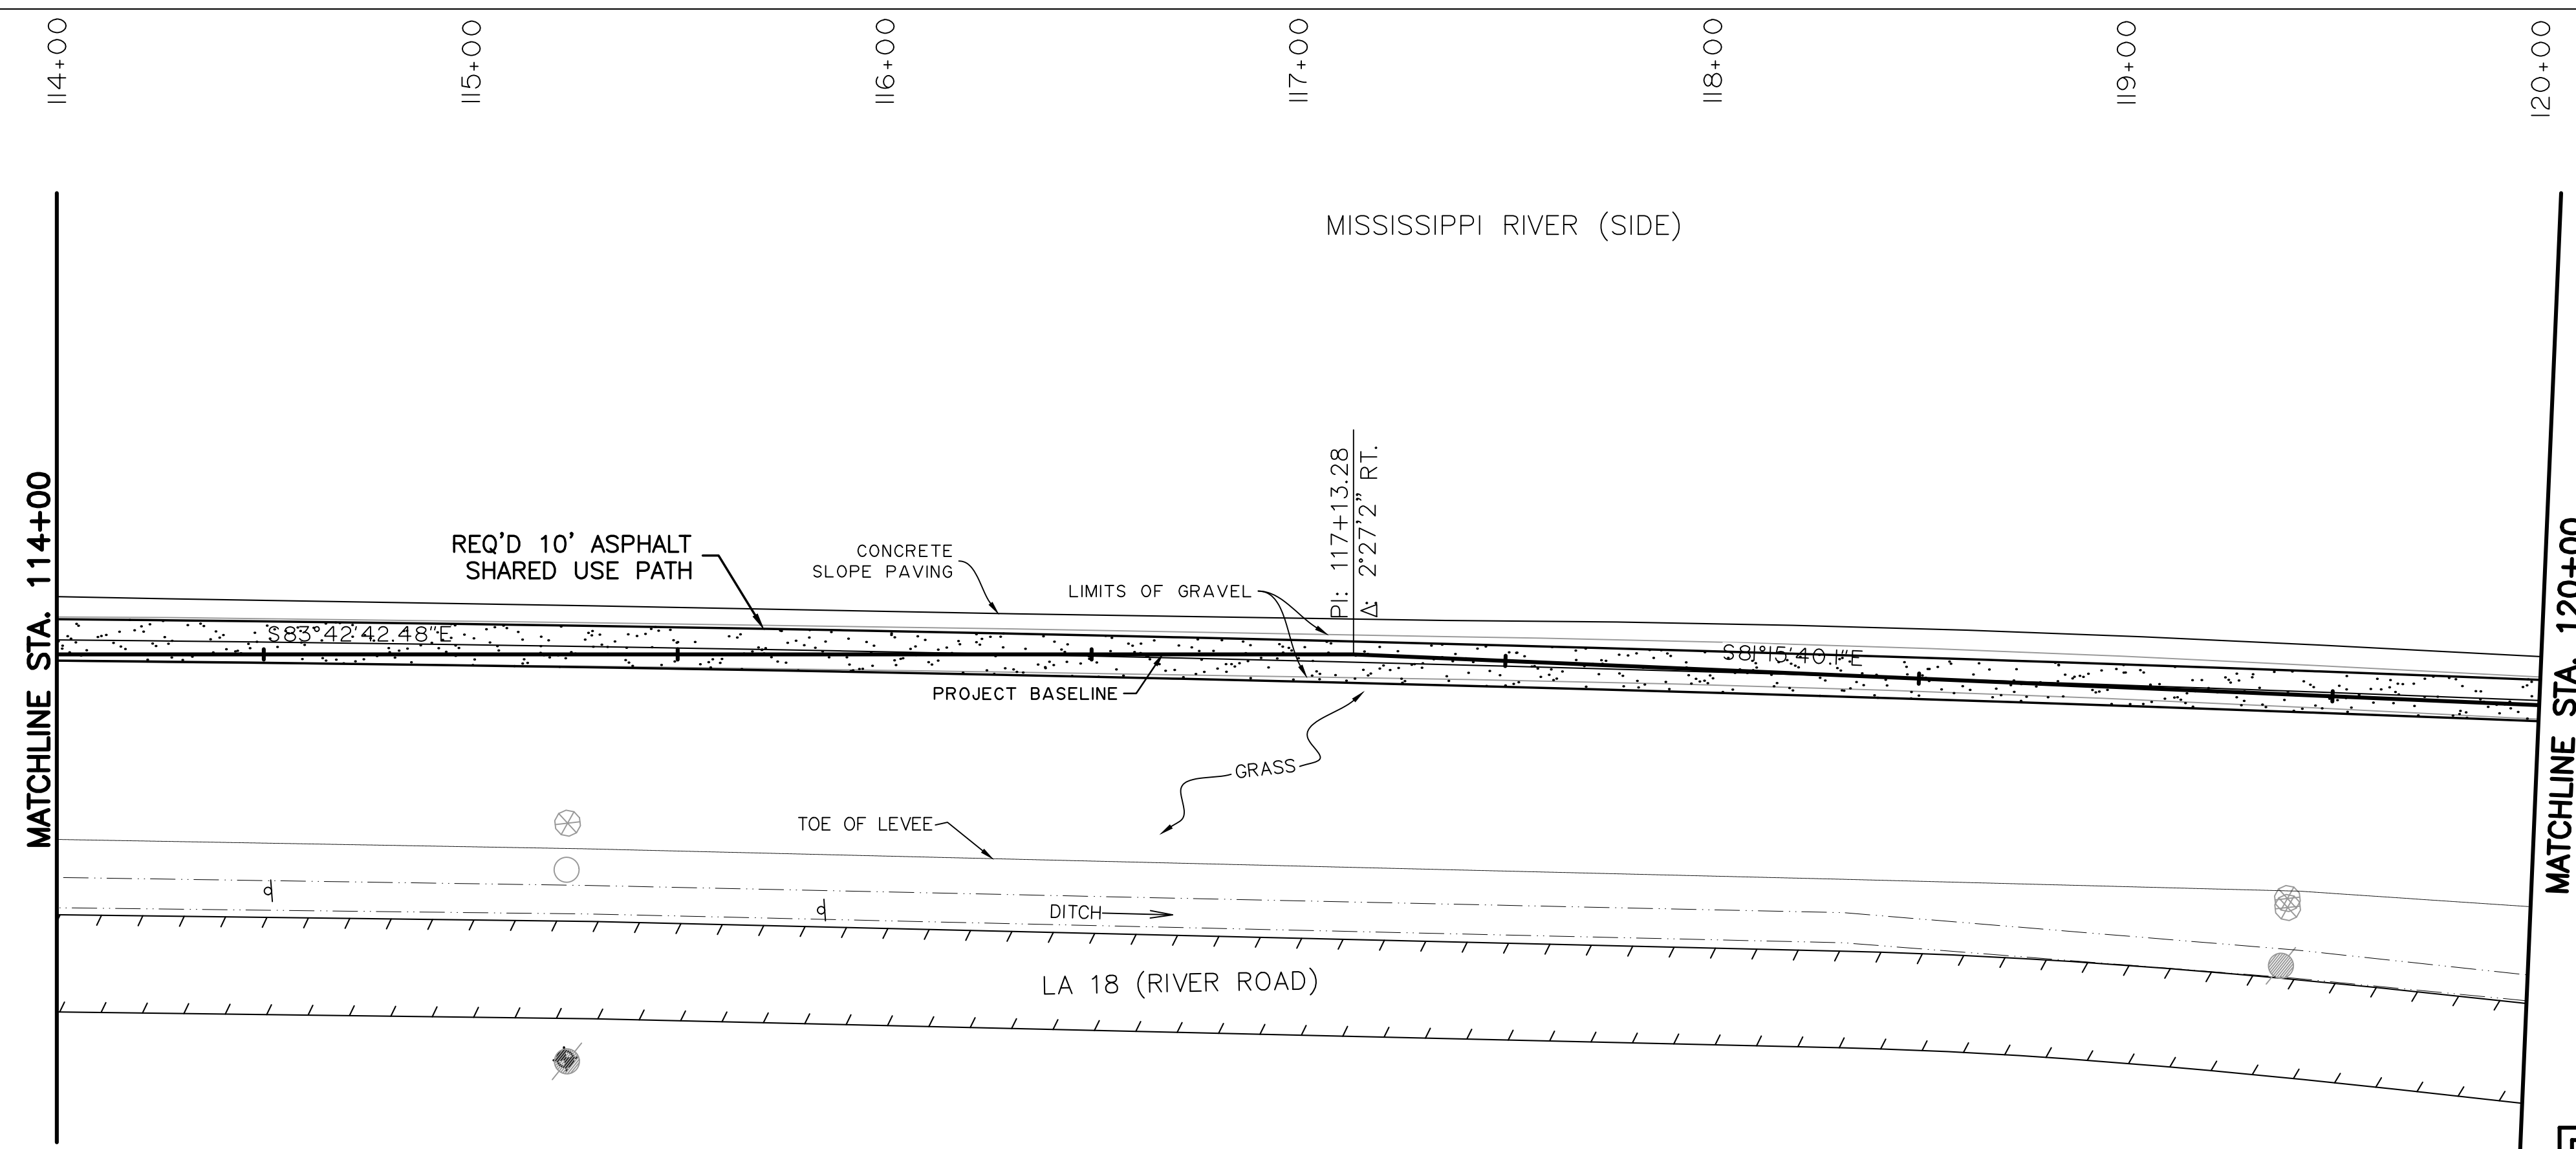 114+00
115+00
116+00
117+00
118+00
119+00
120+00
MISSISSIPPI RIVER (SIDE)
MATCHLINE STA. 114+00
REQ'D 10' ASPHALT
SHARED USE PATH
CONCRETE
SLOPE PAVING
LIMITS OF GRAVEL
PI: 117+13.28
Δ: 2°27'2" RT.
MATCHLINE STA. 120+00
S83°42'42.48"E
S81°15'40.1"E
PROJECT BASELINE
GRASS
TOE OF LEVEE
DITCH
LA 18 (RIVER ROAD)